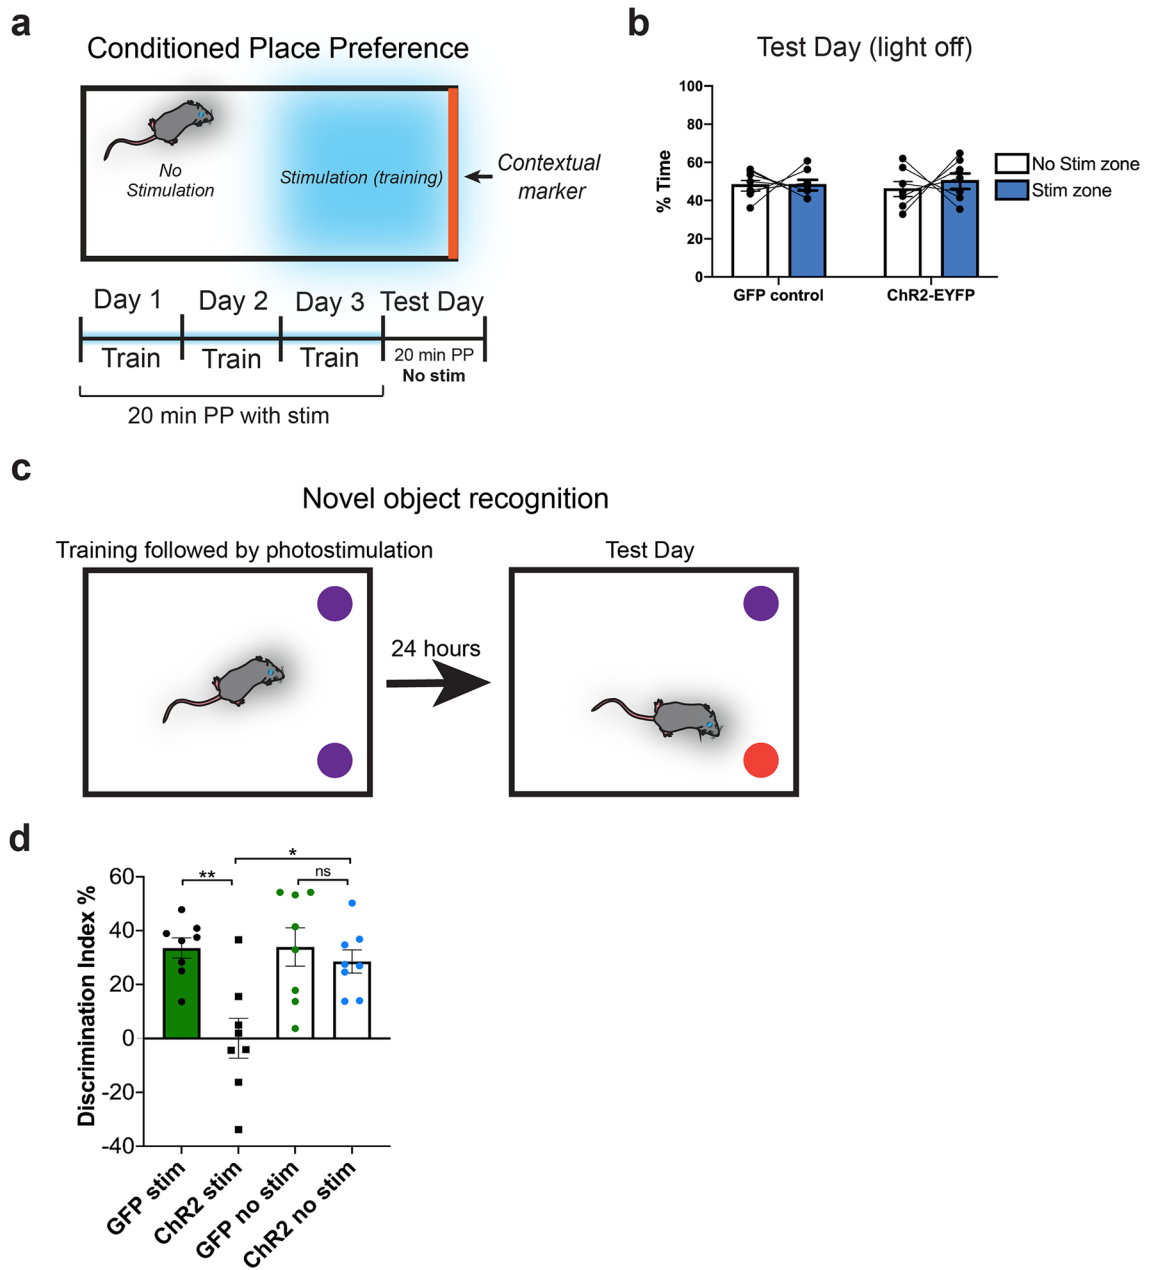 a
Conditioned Place Preference
No
Stimulation
Stimulation (training)
Contextual
marker
Day 1
Day 2
Day 3
Test Day
Train
Train
Train
20 min PP
No stim
20 min PP with stim
b
Test Day (light off)
% Time
100
80
60
40
20
0
GFP control
ChR2-EYFP
No Stim zone
Stim zone
c
Novel object recognition
Training followed by photostimulation
24 hours
Test Day
d
Discrimination Index %
60
40
20
0
-20
-40
**
*
ns
GFP stim
ChR2 stim
GFP no stim
ChR2 no stim